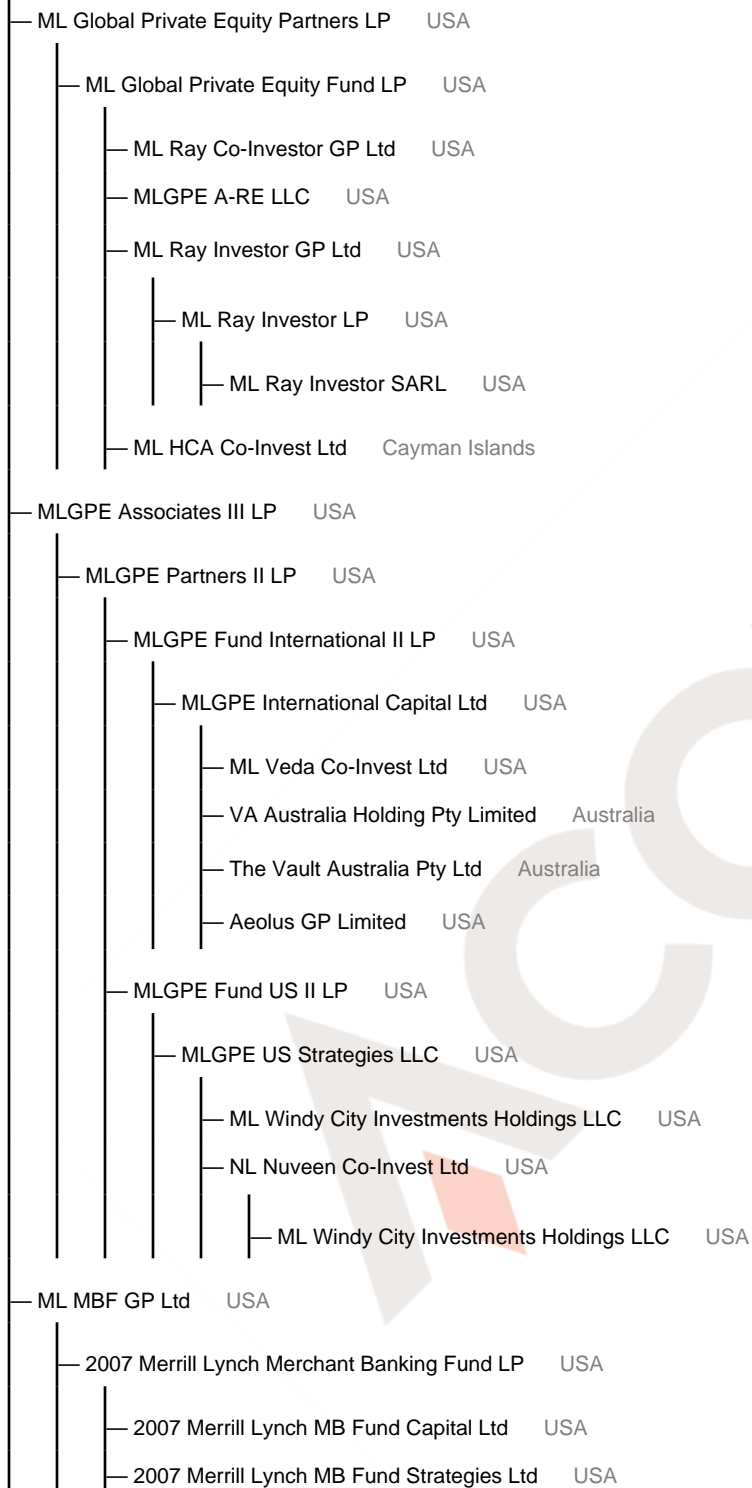 ML Global Private Equity Partners LP USA
ML Global Private Equity Fund LP USA
ML Ray Co-Investor GP Ltd USA
MLGPE A-RE LLC USA
ML Ray Investor GP Ltd USA
ML Ray Investor LP USA
ML Ray Investor SARL USA
ML HCA Co-Invest Ltd Cayman Islands
MLGPE Associates III LP USA
MLGPE Partners II LP USA
MLGPE Fund International II LP USA
MLGPE International Capital Ltd USA
ML Veda Co-Invest Ltd USA
VA Australia Holding Pty Limited Australia
The Vault Australia Pty Ltd Australia
Aeolus GP Limited USA
MLGPE Fund US II LP USA
MLGPE US Strategies LLC USA
ML Windy City Investments Holdings LLC USA
NL Nuveen Co-Invest Ltd USA
ML Windy City Investments Holdings LLC USA
ML MBF GP Ltd USA
2007 Merrill Lynch Merchant Banking Fund LP USA
2007 Merrill Lynch MB Fund Capital Ltd USA
2007 Merrill Lynch MB Fund Strategies Ltd USA